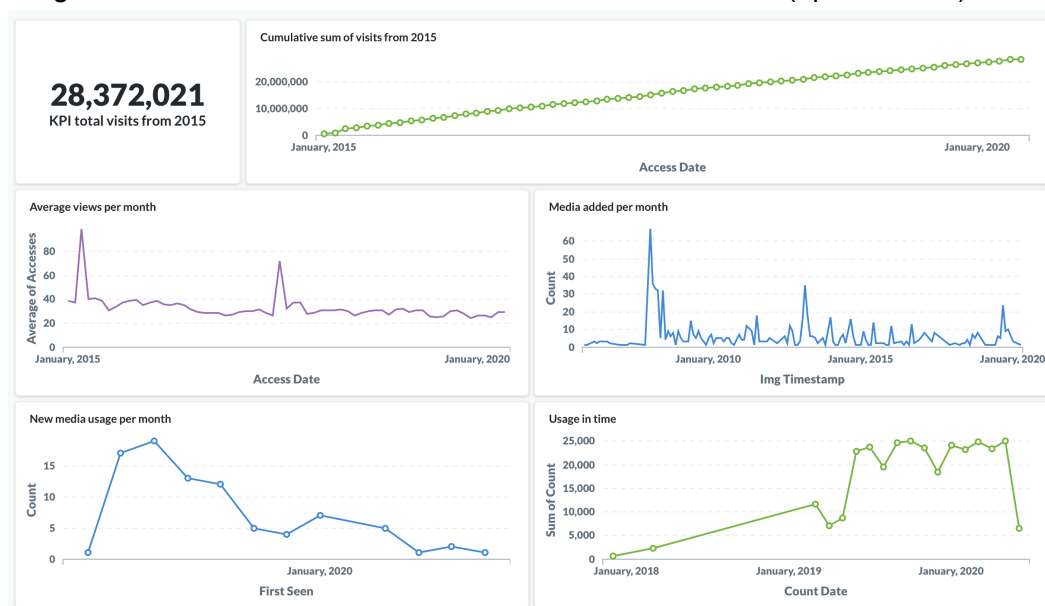 28,372,021
KPI total visits from 2015
Cumulative sum of visits from 2015
20,000,000
10,000,000
0
January, 2015
January, 2020
Access Date
Average views per month
Average of Accesses
80
60
40
20
0
January, 2015
January, 2020
Access Date
Media added per month
Count
60
50
40
30
20
10
0
January, 2010
January, 2015
January, 2020
Img Timestamp
New media usage per month
Count
15
10
5
0
January, 2020
First Seen
Usage in time
Sum of Count
25,000
20,000
15,000
10,000
5,000
0
January, 2018
January, 2019
January, 2020
Count Date